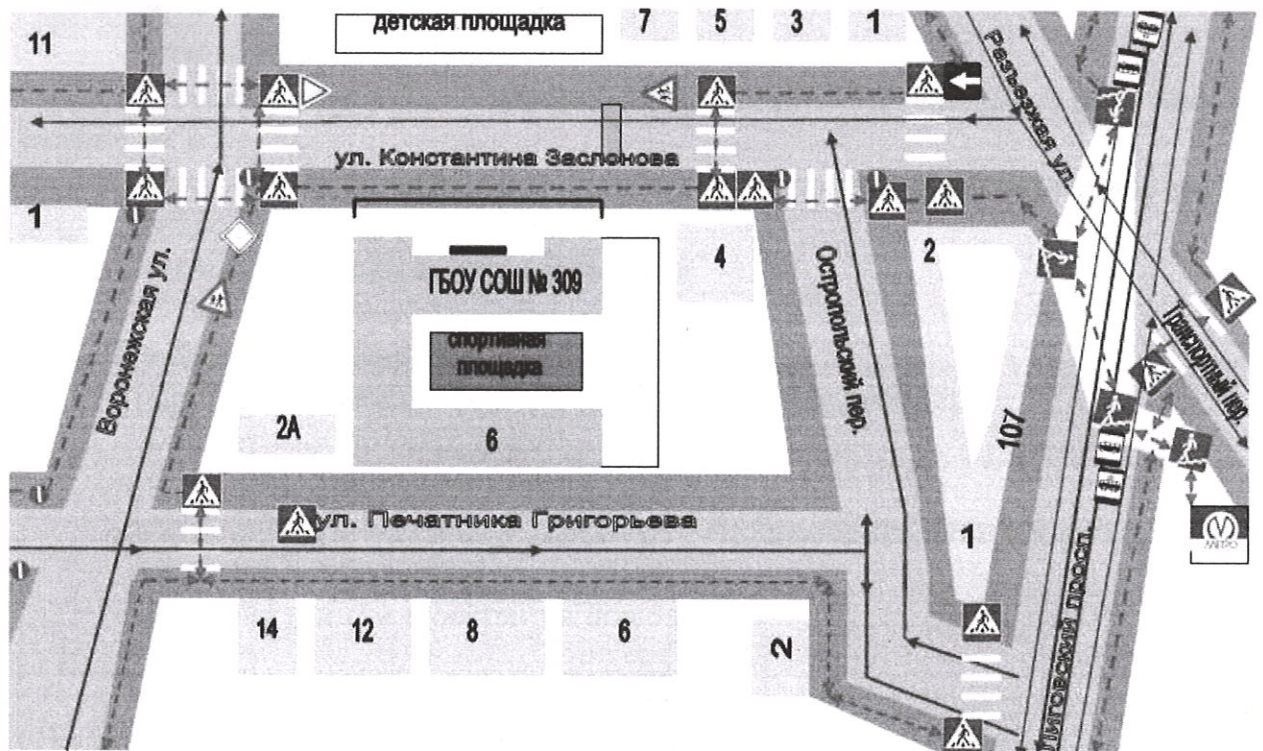 детская площадка
7
5
3
1
11
Разъезжая ул.
ул. Константина Заслонова
1
Воронежская ул.
ГБОУ СОШ № 309
4
2
Остропольский пер.
Транспортный пер.
спортивная
площадка
2А
6
107
МЕТРО
ул. Печатника Григорьева
1
14
12
8
6
2
Лиговский просп.